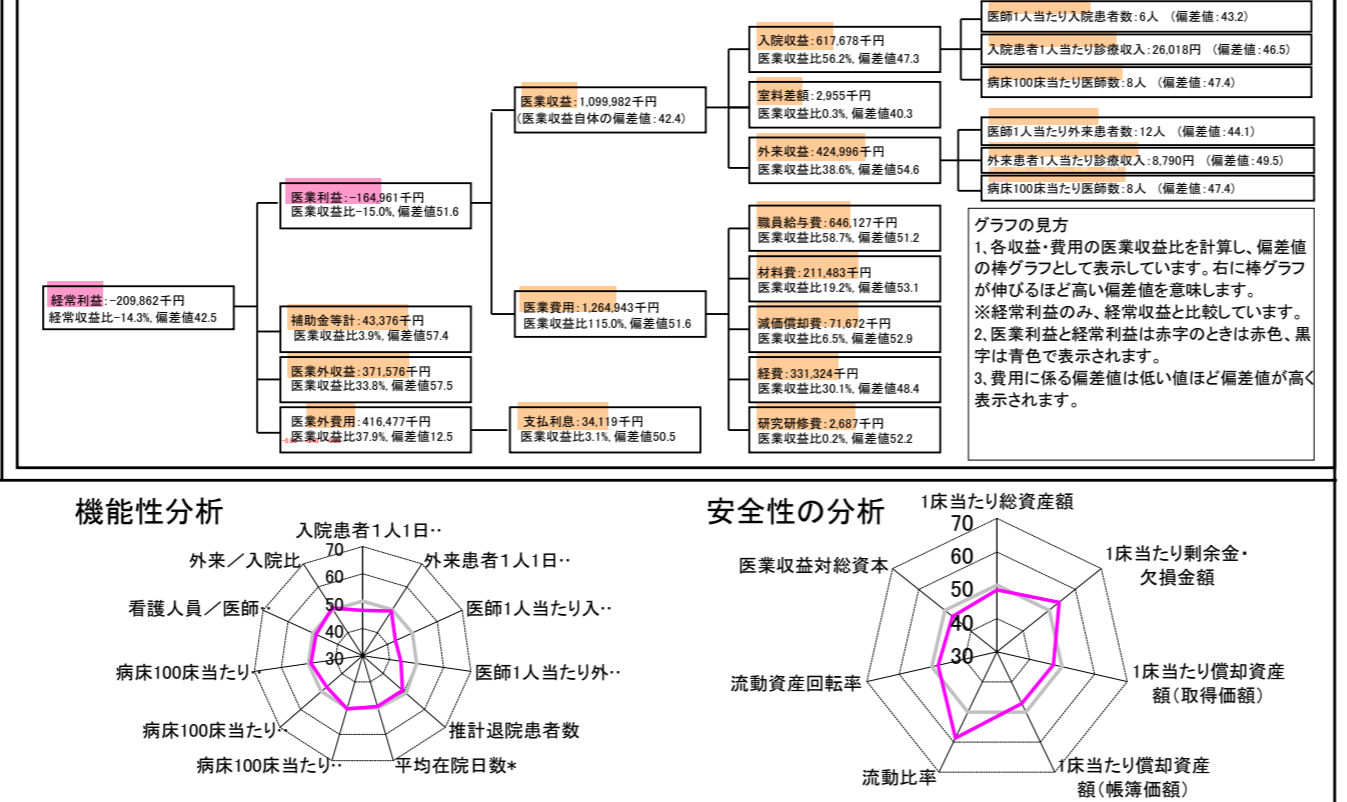 医師1人当たり入院患者数:6人 (偏差値:43.2)
入院収益:617,678千円
医業収益比56.2%, 偏差値47.3
入院患者1人当たり診療収入:26,018円 (偏差値:46.5)
病床100床当たり医師数:8人 (偏差値:47.4)
医業収益:1,099,982千円
(医業収益自体の偏差値:42.4)
室料差額:2,955千円
医業収益比0.3%, 偏差値40.3
医師1人当たり外来患者数:12人 (偏差値:44.1)
外来収益:424,996千円
医業収益比38.6%, 偏差値54.6
外来患者1人当たり診療収入:8,790円 (偏差値:49.5)
病床100床当たり医師数:8人 (偏差値:47.4)
医業利益:-164,961千円
医業収益比-15.0%, 偏差値51.6
職員給与費:646,127千円
医業収益比58.7%, 偏差値51.2
材料費:211,483千円
医業収益比19.2%, 偏差値53.1
経常利益:-209,862千円
経常収益比-14.3%, 偏差値42.5
医業費用:1,264,943千円
医業収益比115.0%, 偏差値51.6
補助金等計:43,376千円
医業収益比3.9%, 偏差値57.4
減価償却費:71,672千円
医業収益比6.5%, 偏差値52.9
医業外収益:371,576千円
医業収益比33.8%, 偏差値57.5
経費:331,324千円
医業収益比30.1%, 偏差値48.4
医業外費用:416,477千円
医業収益比37.9%, 偏差値12.5
支払利息:34,119千円
医業収益比3.1%, 偏差値50.5
研究研修費:2,687千円
医業収益比0.2%, 偏差値52.2
グラフの見方
1、各収益・費用の医業収益比を計算し、偏差値
の棒グラフとして表示しています。右に棒グラフ
が伸びるほど高い偏差値を意味します。
※経常利益のみ、経常収益と比較しています。
2、医業利益と経常利益は赤字のときは赤色、黒
字は青色で表示されます。
3、費用に係る偏差値は低い値ほど偏差値が高く
表示されます。
機能性分析
入院患者1人1日‥
外来患者1人1日‥
医師1人当たり入‥
医師1人当たり外‥
推計退院患者数
平均在院日数*
病床100床当たり‥
病床100床当たり‥
病床100床当たり‥
看護人員/医師‥
外来/入院比
70
60
50
40
30
安全性の分析
1床当たり総資産額
1床当たり剰余金・
欠損金額
1床当たり償却資産
額(取得価額)
1床当たり償却資産
額(帳簿価額)
流動比率
流動資産回転率
医業収益対総資本
70
60
50
40
30